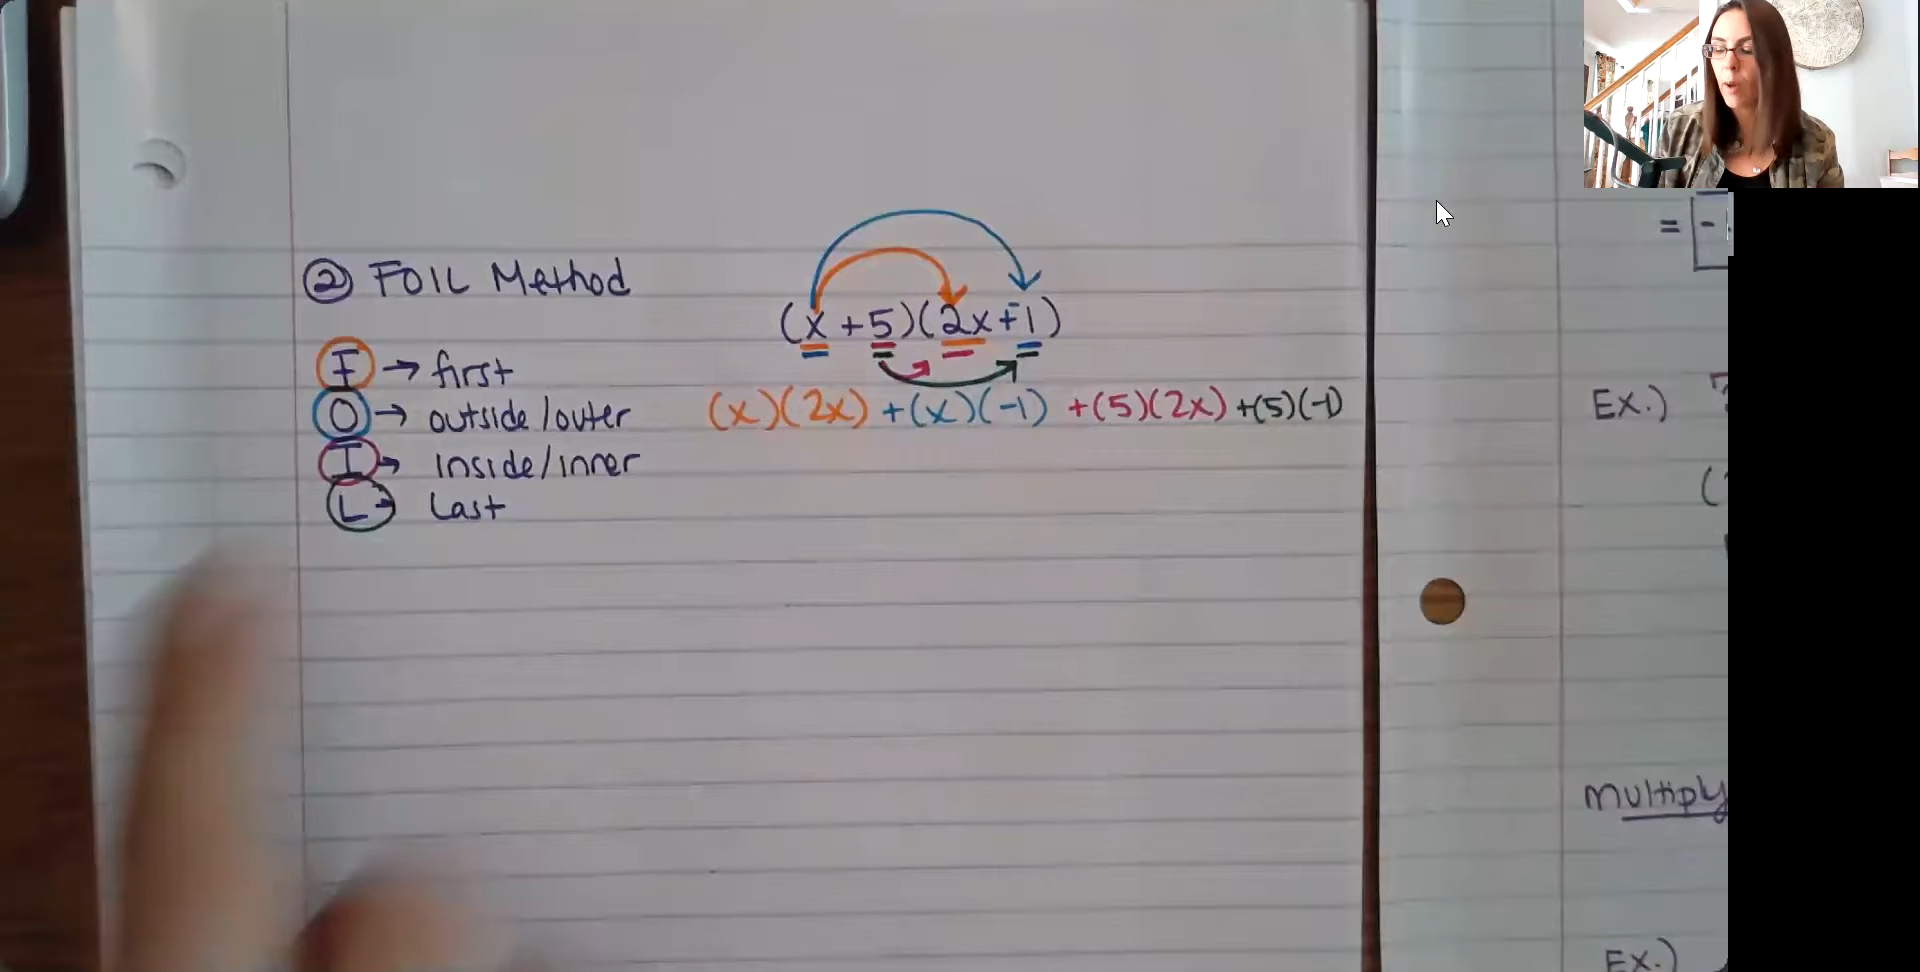 ② FOIL Method
(x + 5)(2x + -1)
F → first
O → outside/outer
I → inside/inner
L → Last
(x)(2x) + (x)(-1) + (5)(2x) + (5)(-1)
= -
Ex.)
(
Multiply
Ex.)